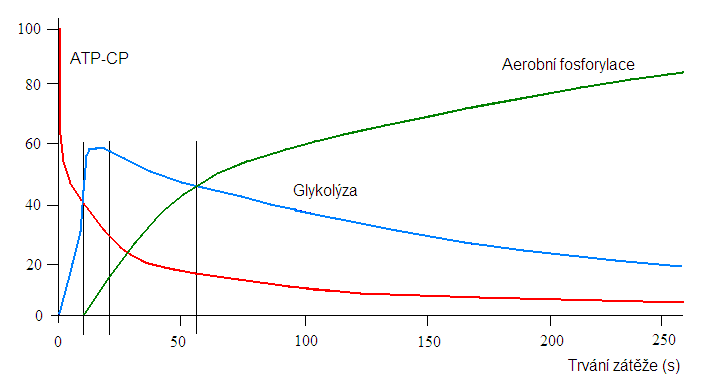 100
ATP-CP
Aerobní fosforylace
80
60
Glykolýza
40
20
0
0 50 100 150 200 250
Trvání zátěže (s)